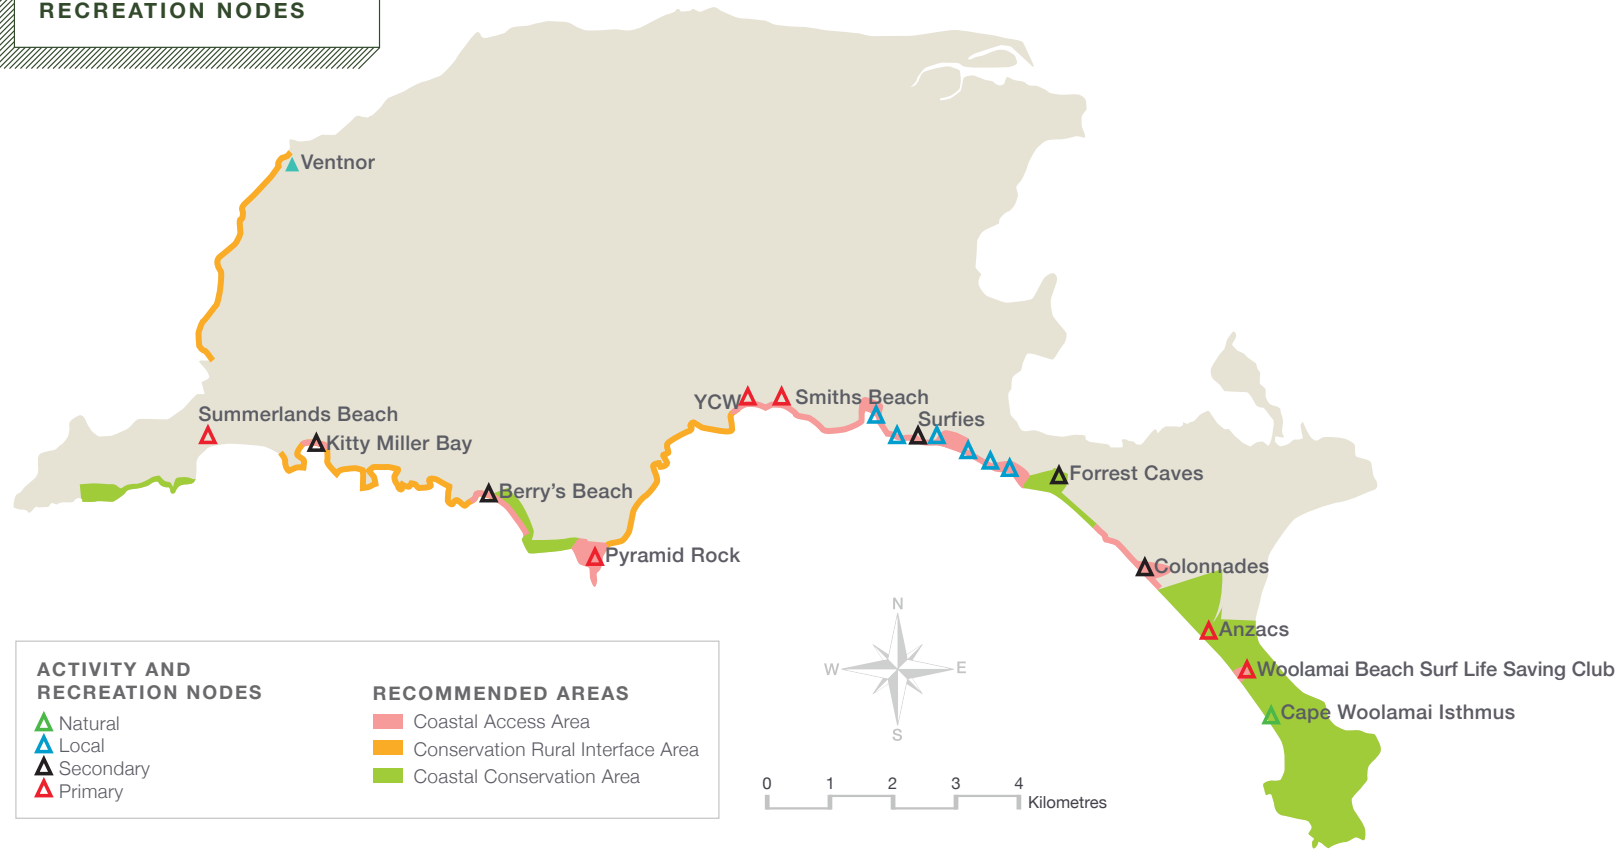 RECREATION NODES
Ventnor
Summerlands Beach
Kitty Miller Bay
YCW
Smiths Beach
Surfies
Berry's Beach
Forrest Caves
Pyramid Rock
Colonnades
Anzacs
Woolamai Beach Surf Life Saving Club
Cape Woolamai Isthmus
N
W
E
S
ACTIVITY AND
RECREATION NODES
Natural
Local
Secondary
Primary
RECOMMENDED AREAS
Coastal Access Area
Conservation Rural Interface Area
Coastal Conservation Area
0 1 2 3 4
Kilometres